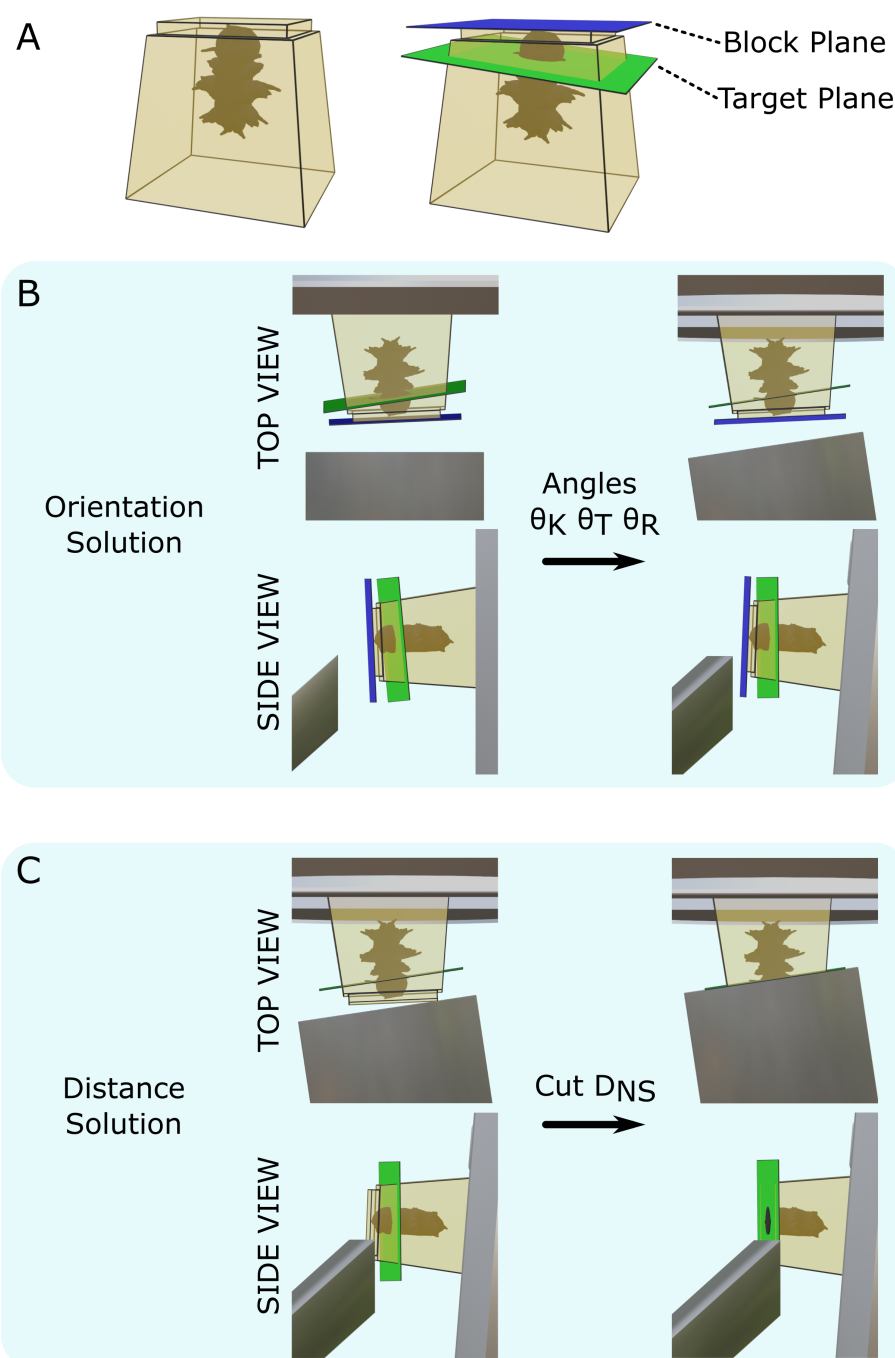 A
Block Plane
Target Plane
B
TOP VIEW
Orientation
Solution
Angles
θK θT θR
SIDE VIEW
C
TOP VIEW
Distance
Solution
Cut DNS
SIDE VIEW